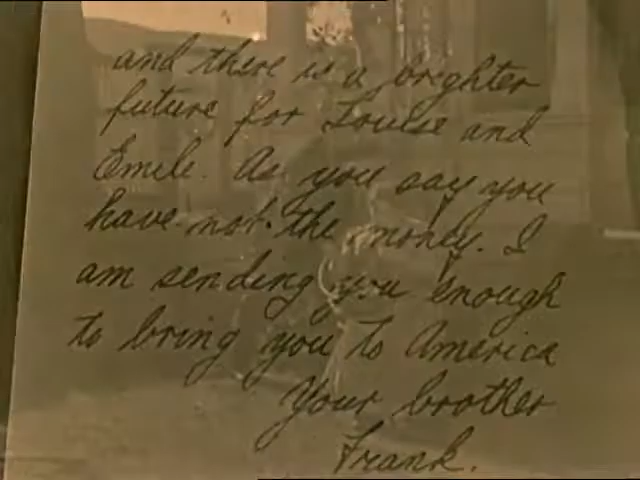 and there is a brighter
future for Louise and
Emile. As you say you
have not the money. I
am sending you enough
to bring you to America
Your brother
Frank.